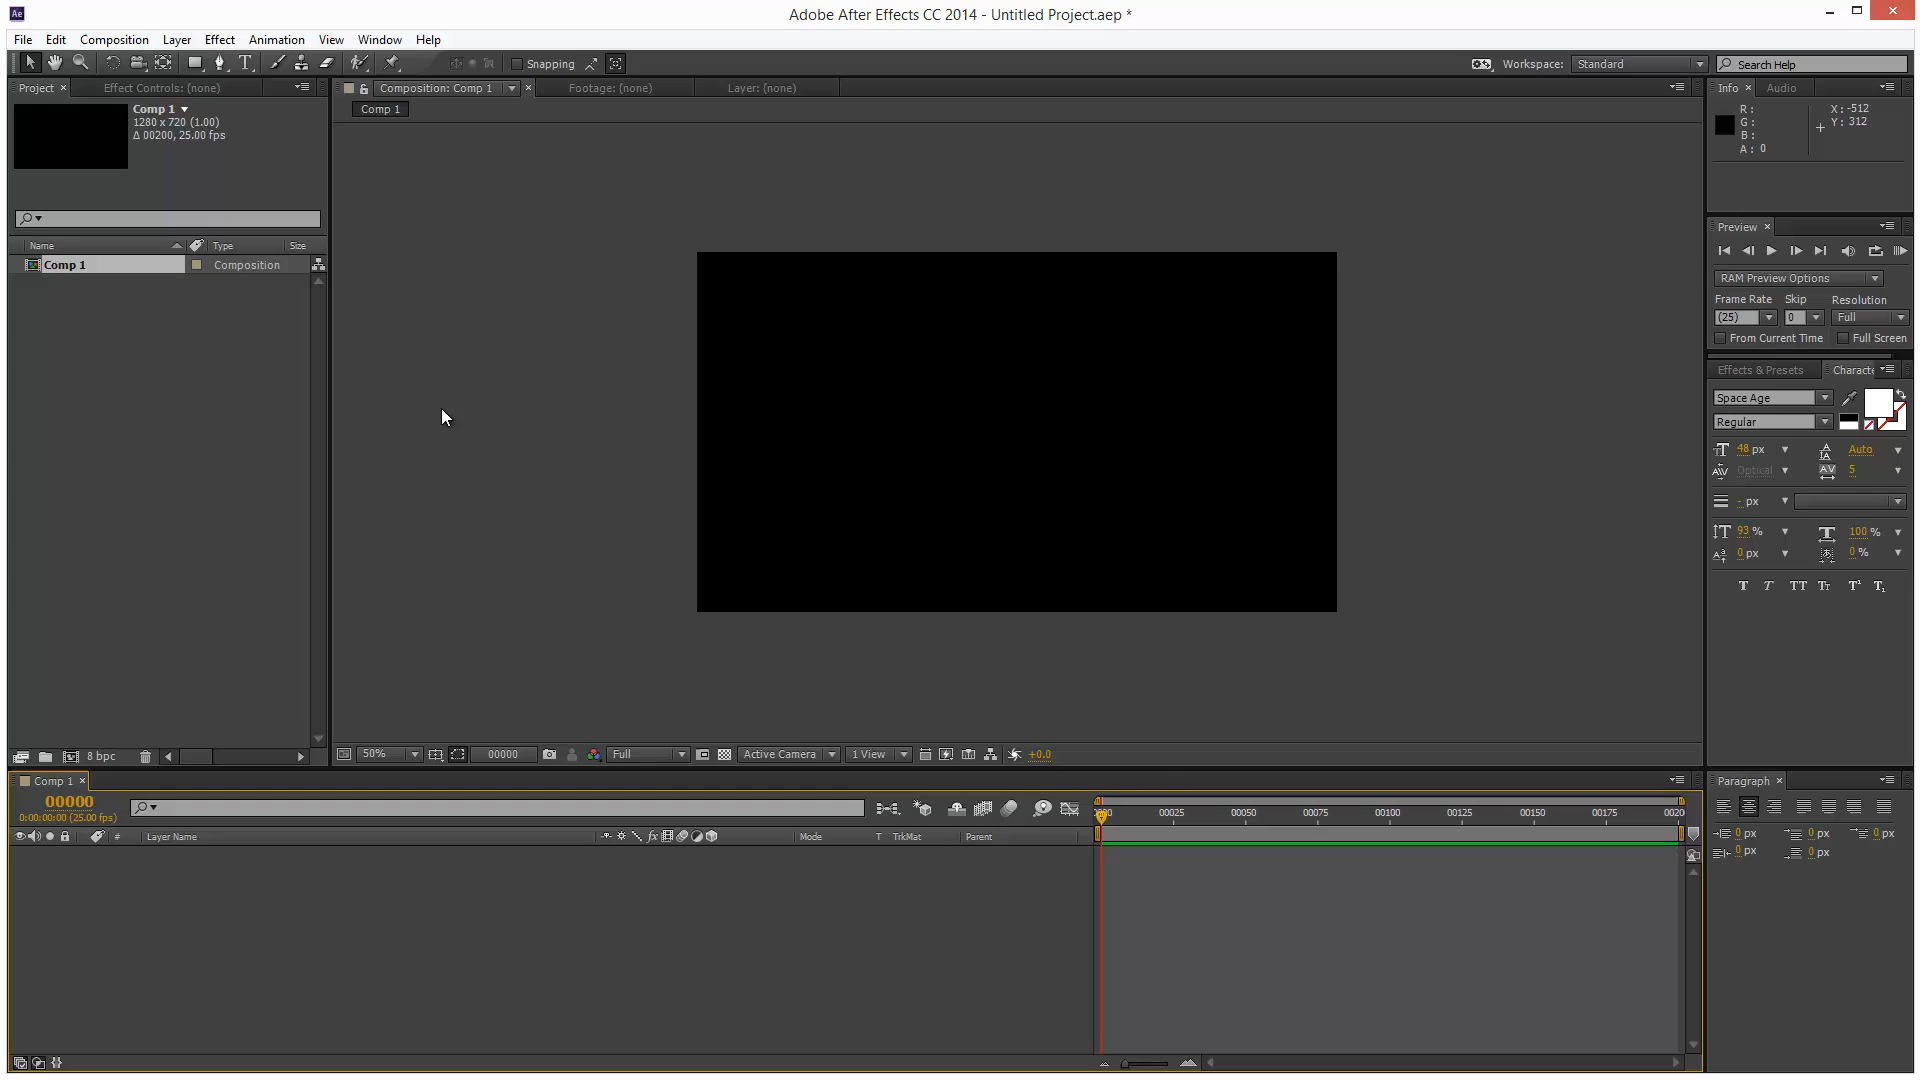 Ae
Adobe After Effects CC 2014 - Untitled Project.aep *
File Edit Composition Layer Effect Animation View Window Help
Snapping
Workspace: Standard
Search Help
Project
Effect Controls: (none)
Composition: Comp 1
Footage: (none)
Layer: (none)
Info
Audio
Comp 1
1280 x 720 (1.00)
Δ 00200, 25.00 fps
Comp 1
R:
G:
B:
A: 0
X: -512
Y: 312
Preview
Name Type Size
Comp 1 Composition
RAM Preview Options
Frame Rate Skip Resolution
(25) 0 Full
From Current Time Full Screen
Effects & Presets
Characte
Space Age
Regular
48 px Auto
Optical 5
- px
93 % 100 %
0 px 0 %
T T TT Tt T¹ T₁
8 bpc
50% 00000 Full Active Camera 1 View +0.0
Comp 1
Paragraph
00000
0:00:00:00 (25.00 fps)
00025 00050 00075 00100 00125 00150 00175 0020
# Layer Name fx Mode T TrkMat Parent
0 px 0 px 0 px
0 px 0 px